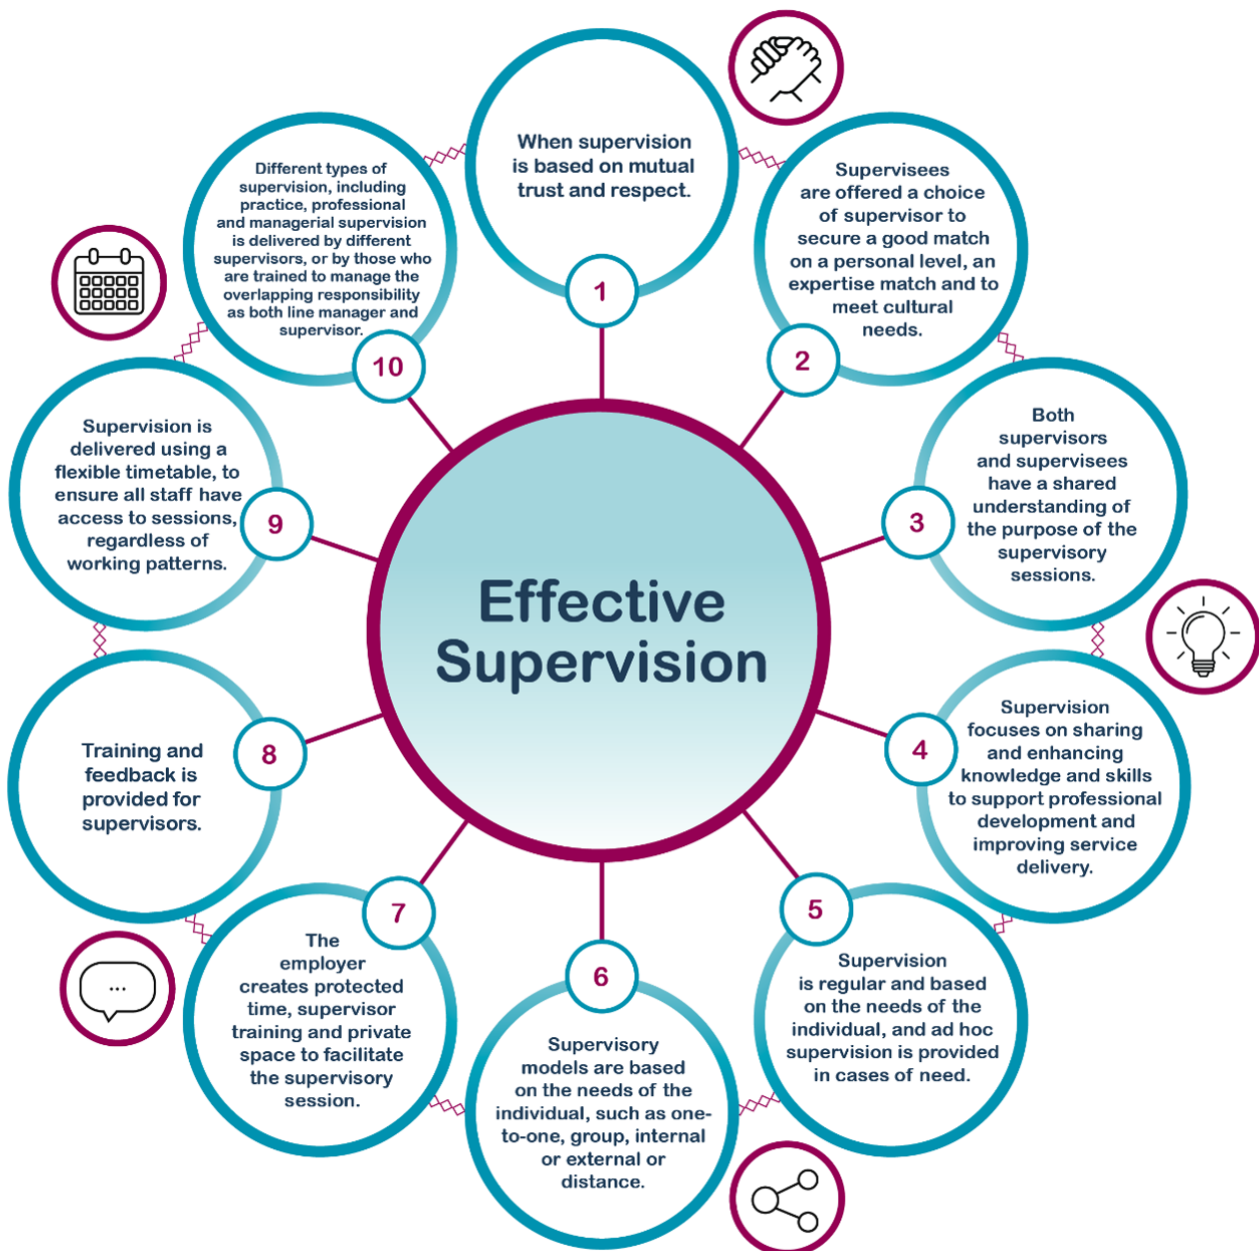 Effective
Supervision
1
When supervision
is based on mutual
trust and respect.
2
Supervisees
are offered a choice
of supervisor to
secure a good match
on a personal level, an
expertise match and to
meet cultural
needs.
3
Both
supervisors
and supervisees
have a shared
understanding of
the purpose of the
supervisory
sessions.
4
Supervision
focuses on sharing
and enhancing
knowledge and skills
to support professional
development and
improving service
delivery.
5
Supervision
is regular and based
on the needs of the
individual, and ad hoc
supervision is provided
in cases of need.
6
Supervisory
models are based
on the needs of the
individual, such as one-
to-one, group, internal
or external or
distance.
7
The
employer
creates protected
time, supervisor
training and private
space to facilitate
the supervisory
session.
8
Training and
feedback is
provided for
supervisors.
9
Supervision is
delivered using a
flexible timetable, to
ensure all staff have
access to sessions,
regardless of
working patterns.
10
Different types of
supervision, including
practice, professional
and managerial supervision
is delivered by different
supervisors, or by those who
are trained to manage the
overlapping responsibility
as both line manager and
supervisor.
...